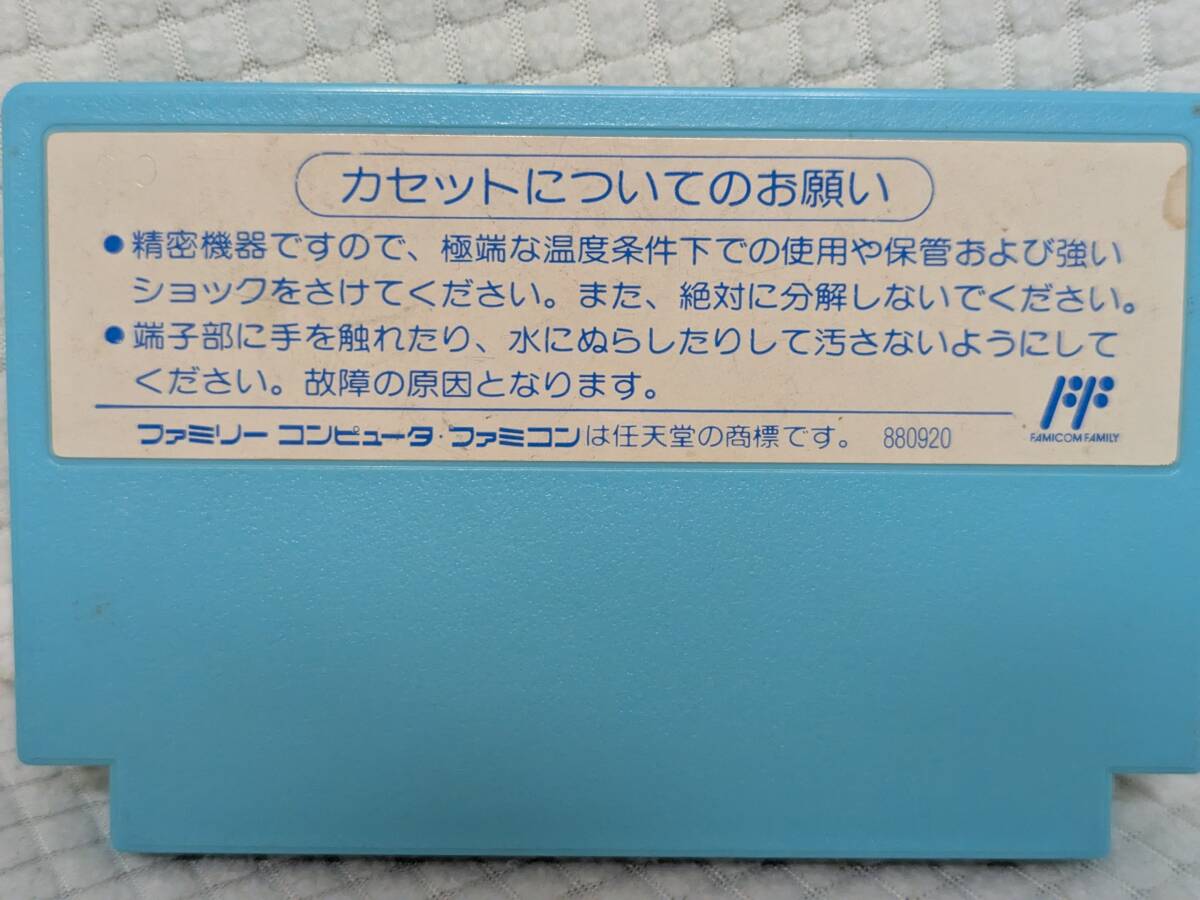 カセットについてのお願い
●精密機器ですので、極端な温度条件下での使用や保管および強い
ショックをさけてください。また、絶対に分解しないでください。
●端子部に手を触れたり、水にぬらしたりして汚さないようにして
ください。故障の原因となります。
FAMICOM FAMILY
ファミリー コンピュータ・ファミコンは任天堂の商標です。 880920